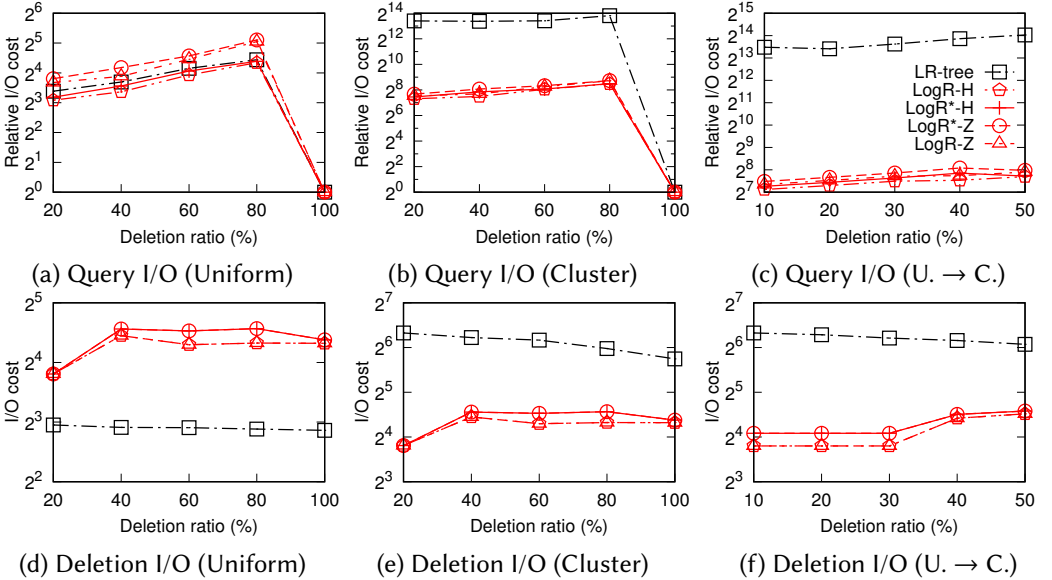 2^6
2^5
2^4
2^3
2^2
2^1
2^0
Relative I/O cost
20 40 60 80 100
Deletion ratio (%)
(a) Query I/O (Uniform)
2^14
2^12
2^10
2^8
2^6
2^4
2^2
2^0
Relative I/O cost
20 40 60 80 100
Deletion ratio (%)
(b) Query I/O (Cluster)
2^15
2^14
2^13
2^12
2^11
2^10
2^9
2^8
2^7
Relative I/O cost
LR-tree
LogR-H
LogR*-H
LogR*-Z
LogR-Z
10 20 30 40 50
Deletion ratio (%)
(c) Query I/O (U. → C.)
2^5
2^4
2^3
2^2
I/O cost
20 40 60 80 100
Deletion ratio (%)
(d) Deletion I/O (Uniform)
2^7
2^6
2^5
2^4
2^3
I/O cost
20 40 60 80 100
Deletion ratio (%)
(e) Deletion I/O (Cluster)
2^7
2^6
2^5
2^4
2^3
I/O cost
10 20 30 40 50
Deletion ratio (%)
(f) Deletion I/O (U. → C.)